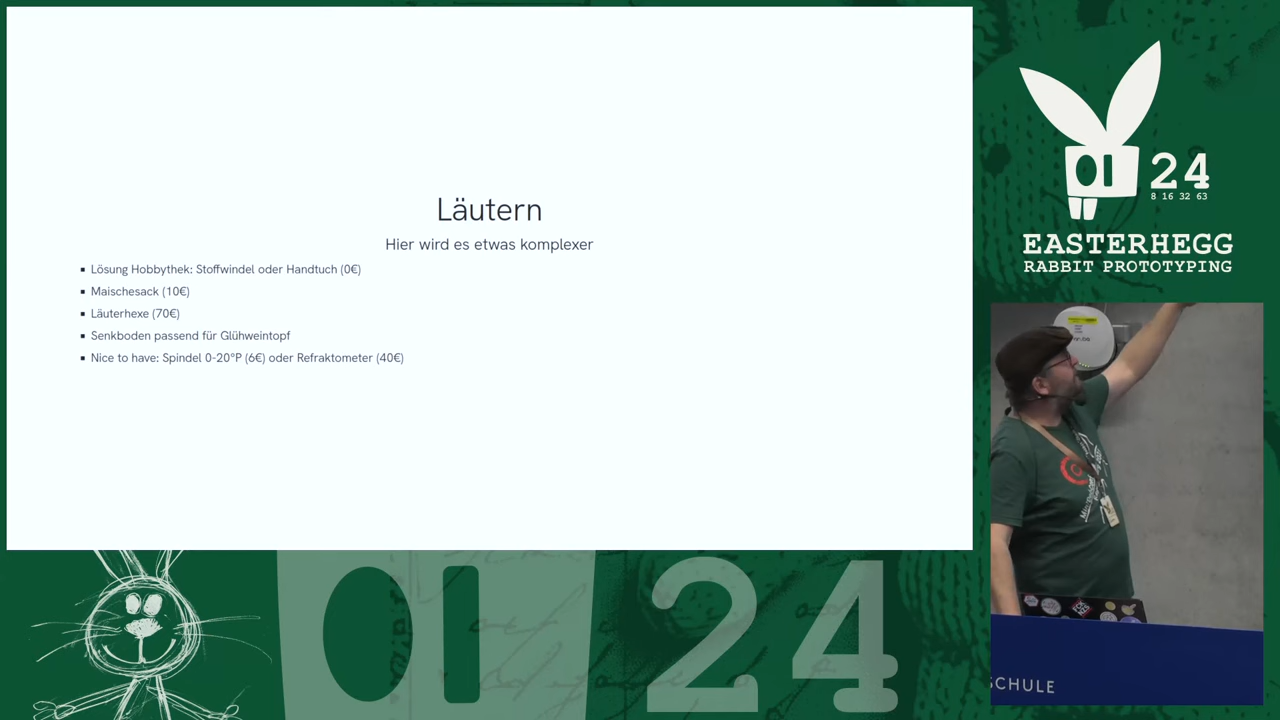 Läutern
Hier wird es etwas komplexer
▪ Lösung Hobbythek: Stoffwindel oder Handtuch (0€)
▪ Maischesack (10€)
▪ Läuterhexe (70€)
▪ Senkboden passend für Glühweintopf
▪ Nice to have: Spindel 0-20°P (6€) oder Refraktometer (40€)
01 24
8 16 32 63
EASTERHEGG
RABBIT PROTOTYPING
SCHULE
01 24